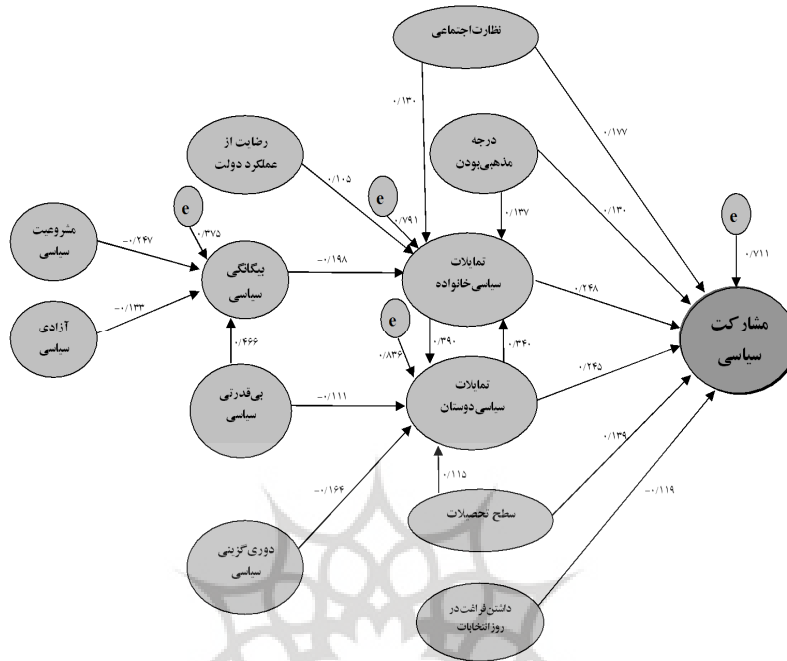 نظارت‌اجتماعی
۰/۱۳۰
۰/۱۷۷
رضایت از
عملکرد دولت
درجه
مذهبی‌بودن
۰/۱۰۵
۰/۱۳۷
۰/۱۳۰
e
۰/۷۹۱
e
۰/۳۷۵
e
۰/۷۱۱
مشروعیت
سیاسی
-۰/۲۴۷
بیگانگی
سیاسی
-۰/۱۹۸
تمایلات
سیاسی‌خانواده
۰/۲۴۸
آزادی
سیاسی
-۰/۱۳۳
۰/۴۶۶
e
۰/۸۳۶
۰/۳۹۰
۰/۳۴۰
مشارکت
سیاسی
بی‌قدرتی
سیاسی
-۰/۱۱۱
تمایلات
سیاسی‌دوستان
۰/۲۴۵
-۰/۱۶۴
۰/۱۱۵
۰/۱۳۹
-۰/۱۱۹
سطح تحصیلات
دوری‌گزینی
سیاسی
داشتن‌فراغت‌در
روزانتخابات